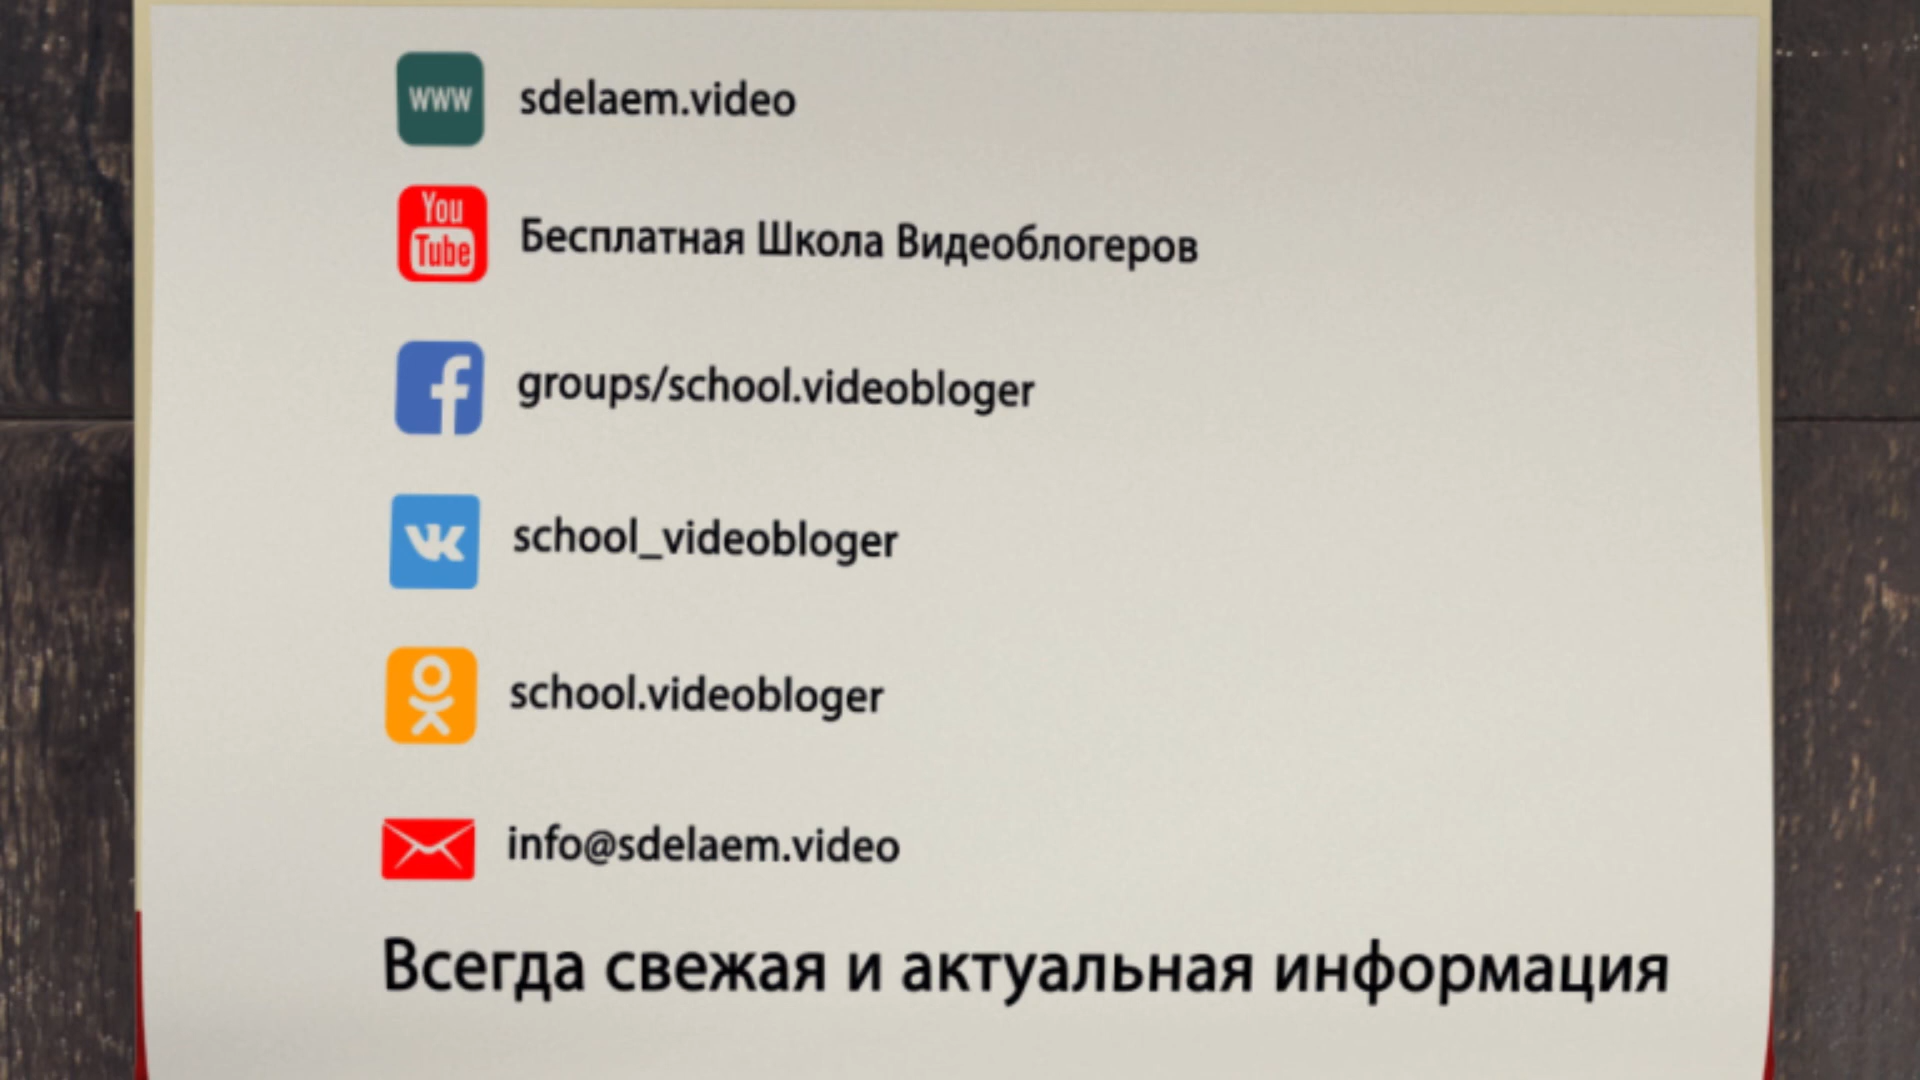 www sdelaem.video
You
Tube
Бесплатная Школа Видеоблогеров
f groups/school.videobloger
VK school_videobloger
school.videobloger
info@sdelaem.video
Всегда свежая и актуальная информация